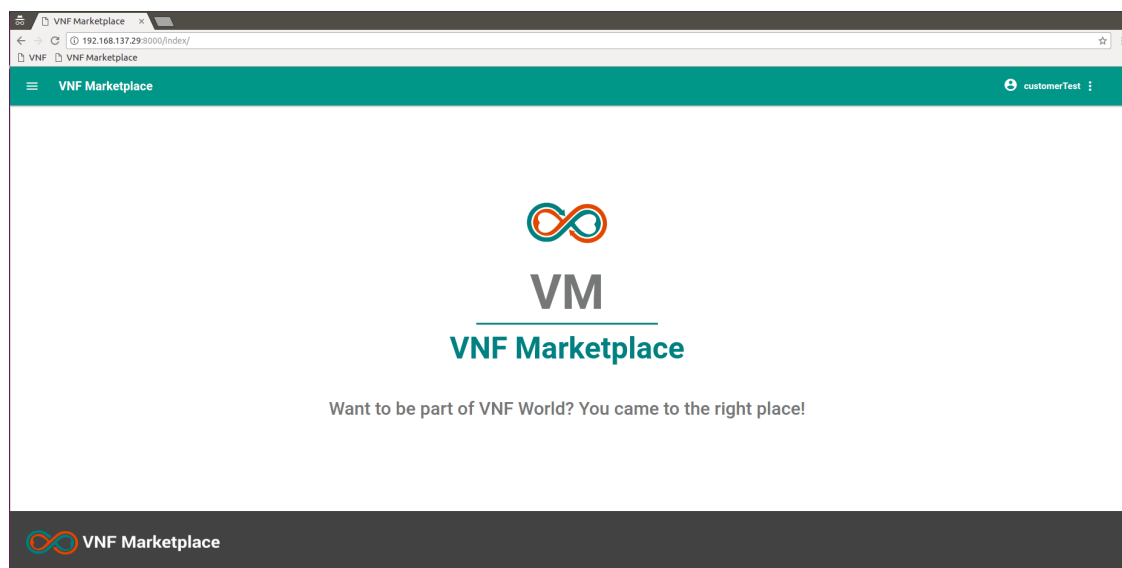 VNF Marketplace
192.168.137.29:8000/index/
VNF VNF Marketplace
VNF Marketplace customerTest
VM
VNF Marketplace
Want to be part of VNF World? You came to the right place!
VNF Marketplace